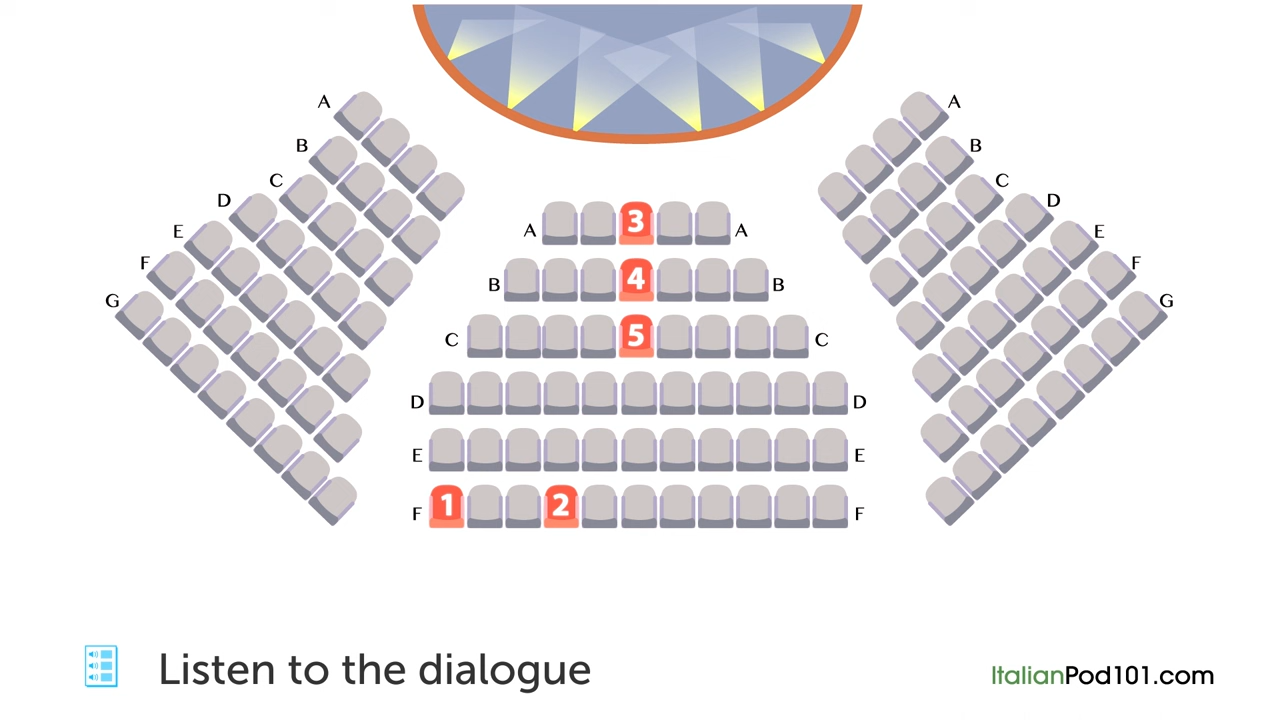 A A
B B
C C
D D
E E
F F
G G
A 3 A
B 4 B
C 5 C
D D
E E
F 1 2 F
Listen to the dialogue
ItalianPod101.com